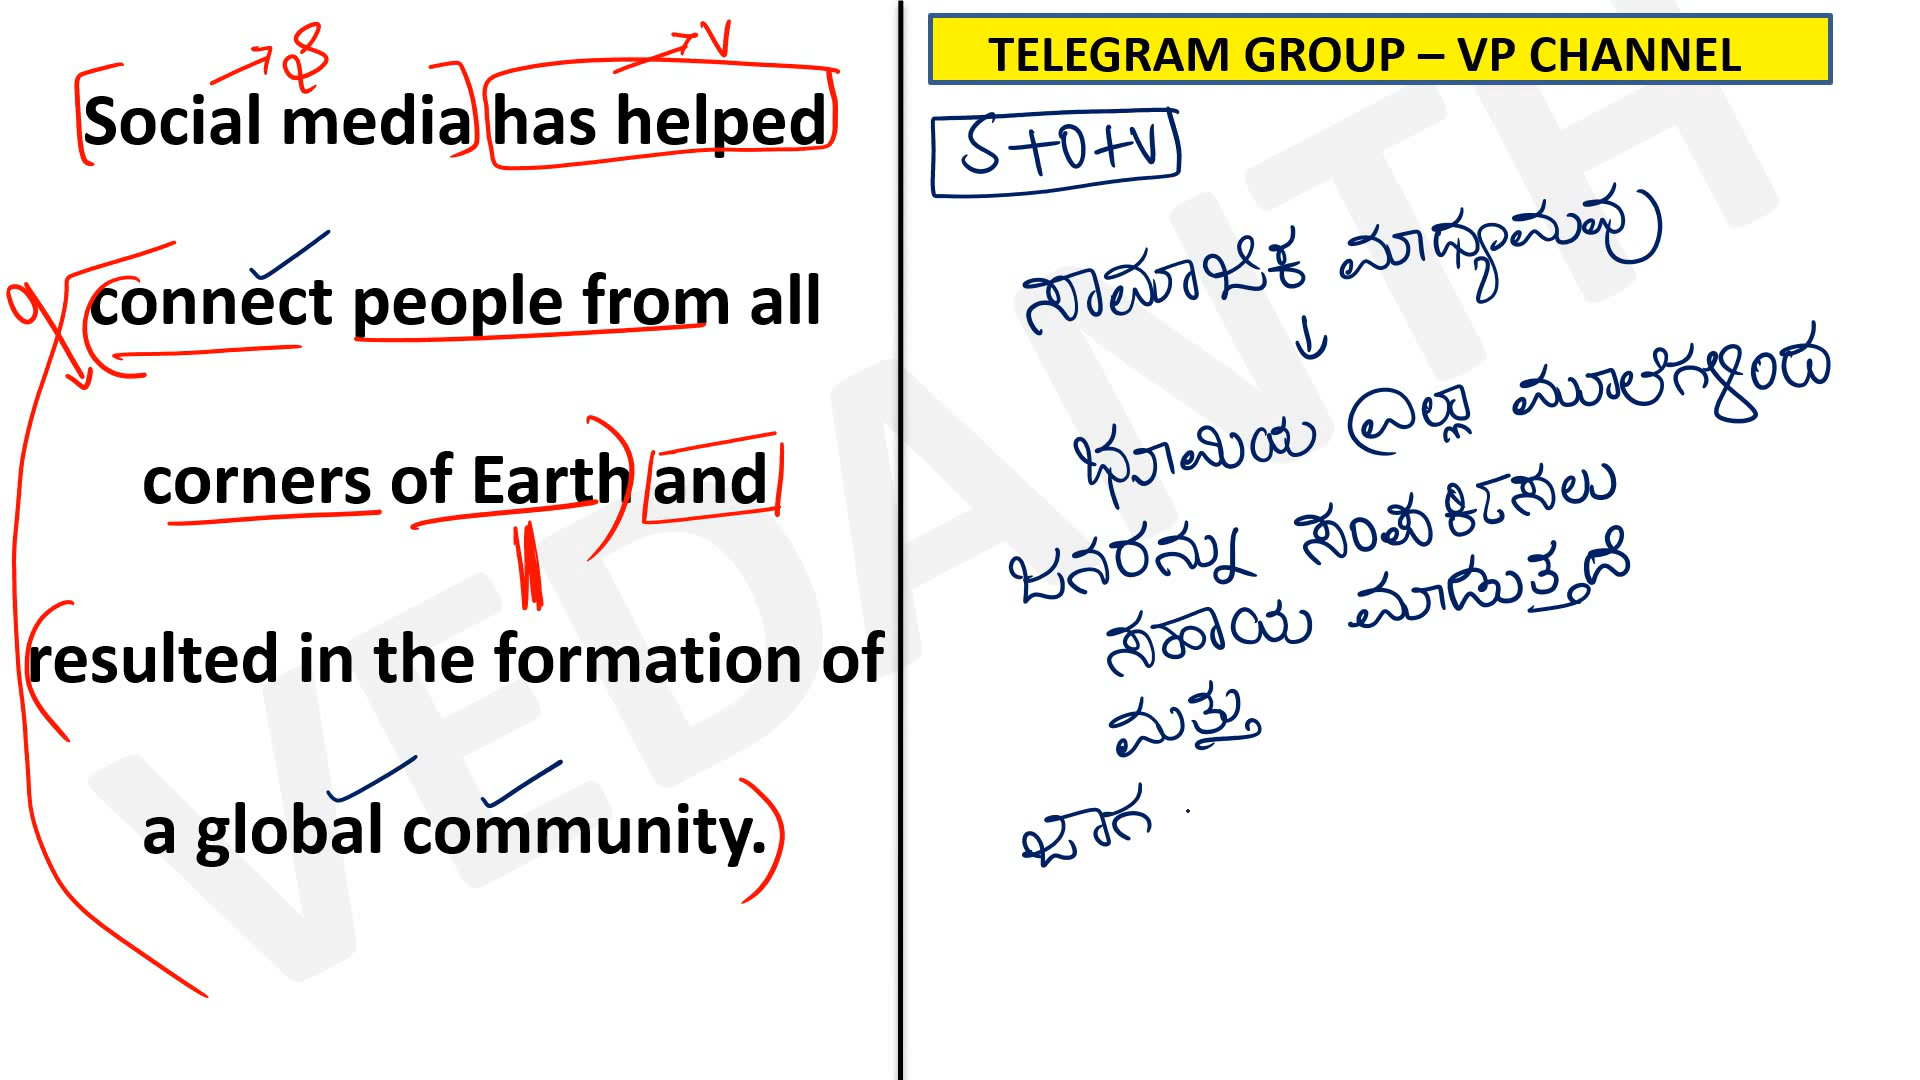 Social media has helped
connect people from all
corners of Earth and
resulted in the formation of
a global community.
S
V
O
TELEGRAM GROUP – VP CHANNEL
S+O+V
ಸಾಮಾಜಿಕ ಮಾಧ್ಯಮವು
ಭೂಮಿಯ ಎಲ್ಲಾ ಮೂಲೆಗಳಿಂದ
ಜನರನ್ನು ಸಂಪರ್ಕಿಸಲು
ಸಹಾಯ ಮಾಡುತ್ತದೆ
ಮತ್ತು
ಜಾಗ
VEDANTH